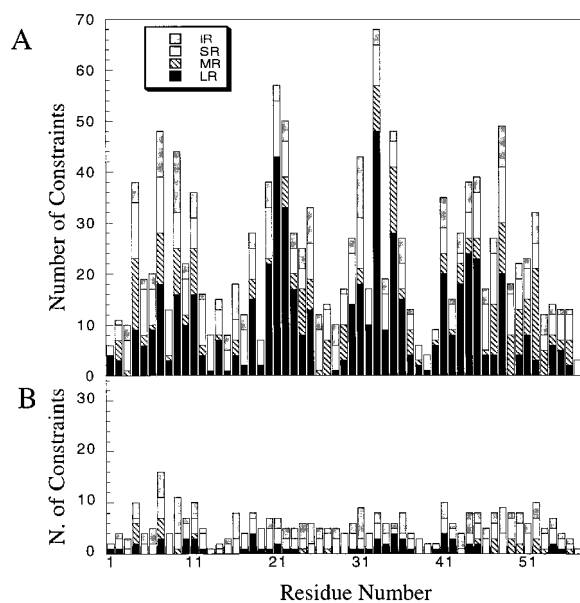 A
70
60
50
40
30
20
10
0
Number of Constraints
IR
SR
MR
LR
B
30
20
10
0
N. of Constraints
1
11
21
31
41
51
Residue Number